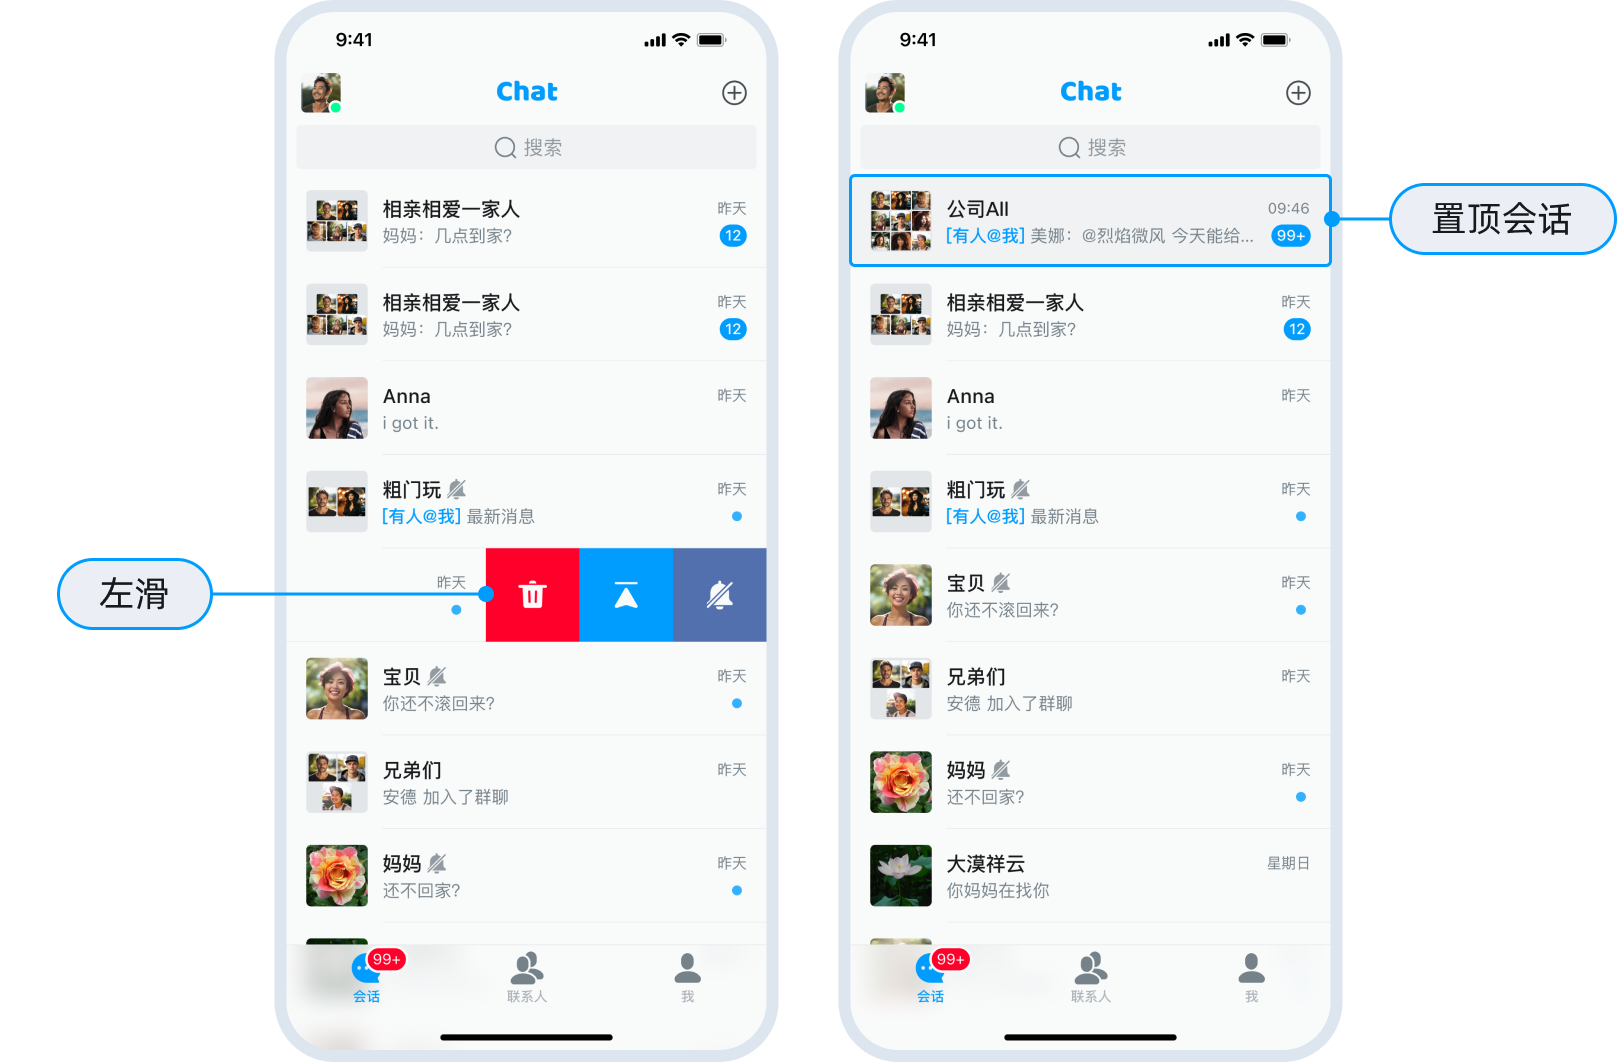 9:41
Chat
搜索
相亲相爱一家人
昨天
妈妈：几点到家?
12
相亲相爱一家人
昨天
妈妈：几点到家?
12
Anna
昨天
i got it.
粗门玩
昨天
[有人@我] 最新消息
左滑
昨天
宝贝
昨天
你还不滚回来?
兄弟们
昨天
安德 加入了群聊
妈妈
昨天
还不回家?
99+
会话
联系人
我
9:41
Chat
搜索
公司All
09:46
[有人@我] 美娜：@烈焰微风 今天能给...
99+
置顶会话
相亲相爱一家人
昨天
妈妈：几点到家?
12
Anna
昨天
i got it.
粗门玩
昨天
[有人@我] 最新消息
宝贝
昨天
你还不滚回来?
兄弟们
昨天
安德 加入了群聊
妈妈
昨天
还不回家?
大漠祥云
星期日
你妈妈在找你
99+
会话
联系人
我